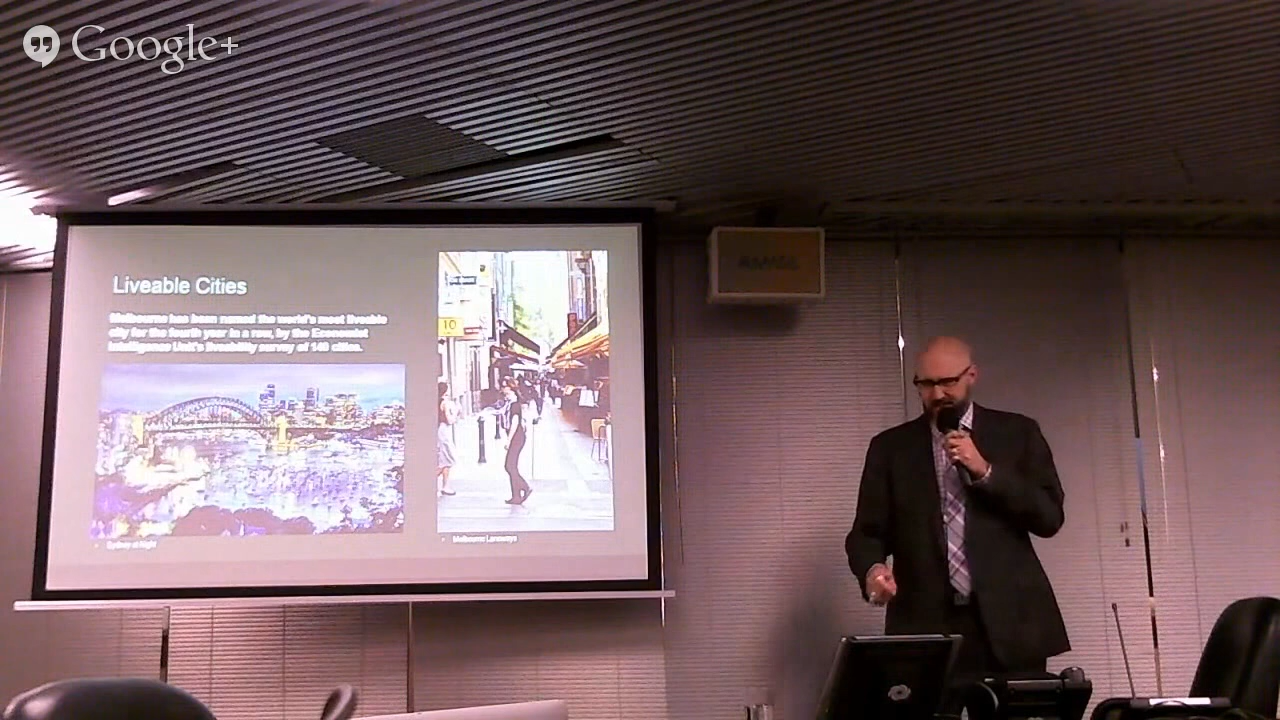 Google+
Liveable Cities
Melbourne has been named the world's most liveable
city for the fourth year in a row, by the Economist
Intelligence Unit's liveability survey of 140 cities.
10
Sydney at Night
Melbourne Laneways